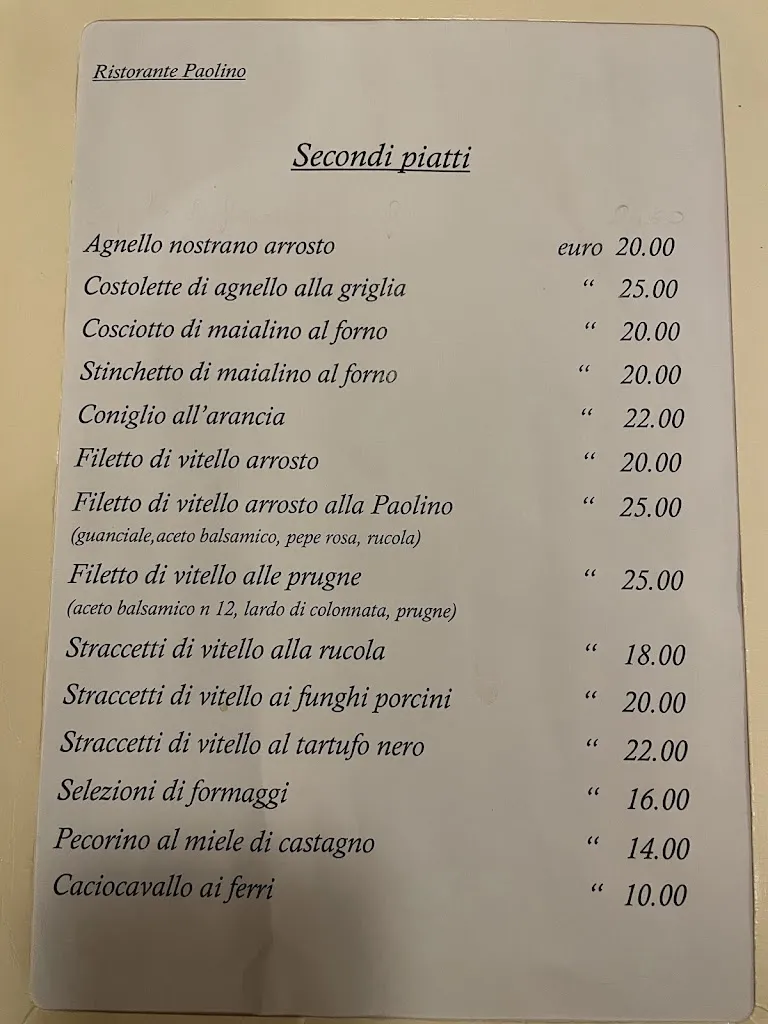 Ristorante Paolino
Secondi piatti
Agnello nostrano arrosto euro 20.00
Costolette di agnello alla griglia “ 25.00
Cosciotto di maialino al forno “ 20.00
Stinchetto di maialino al forno “ 20.00
Coniglio all’arancia “ 22.00
Filetto di vitello arrosto “ 20.00
Filetto di vitello arrosto alla Paolino “ 25.00
(guanciale,aceto balsamico, pepe rosa, rucola)
Filetto di vitello alle prugne “ 25.00
(aceto balsamico n 12, lardo di colonnata, prugne)
Straccetti di vitello alla rucola “ 18.00
Straccetti di vitello ai funghi porcini “ 20.00
Straccetti di vitello al tartufo nero “ 22.00
Selezioni di formaggi “ 16.00
Pecorino al miele di castagno “ 14.00
Caciocavallo ai ferri “ 10.00